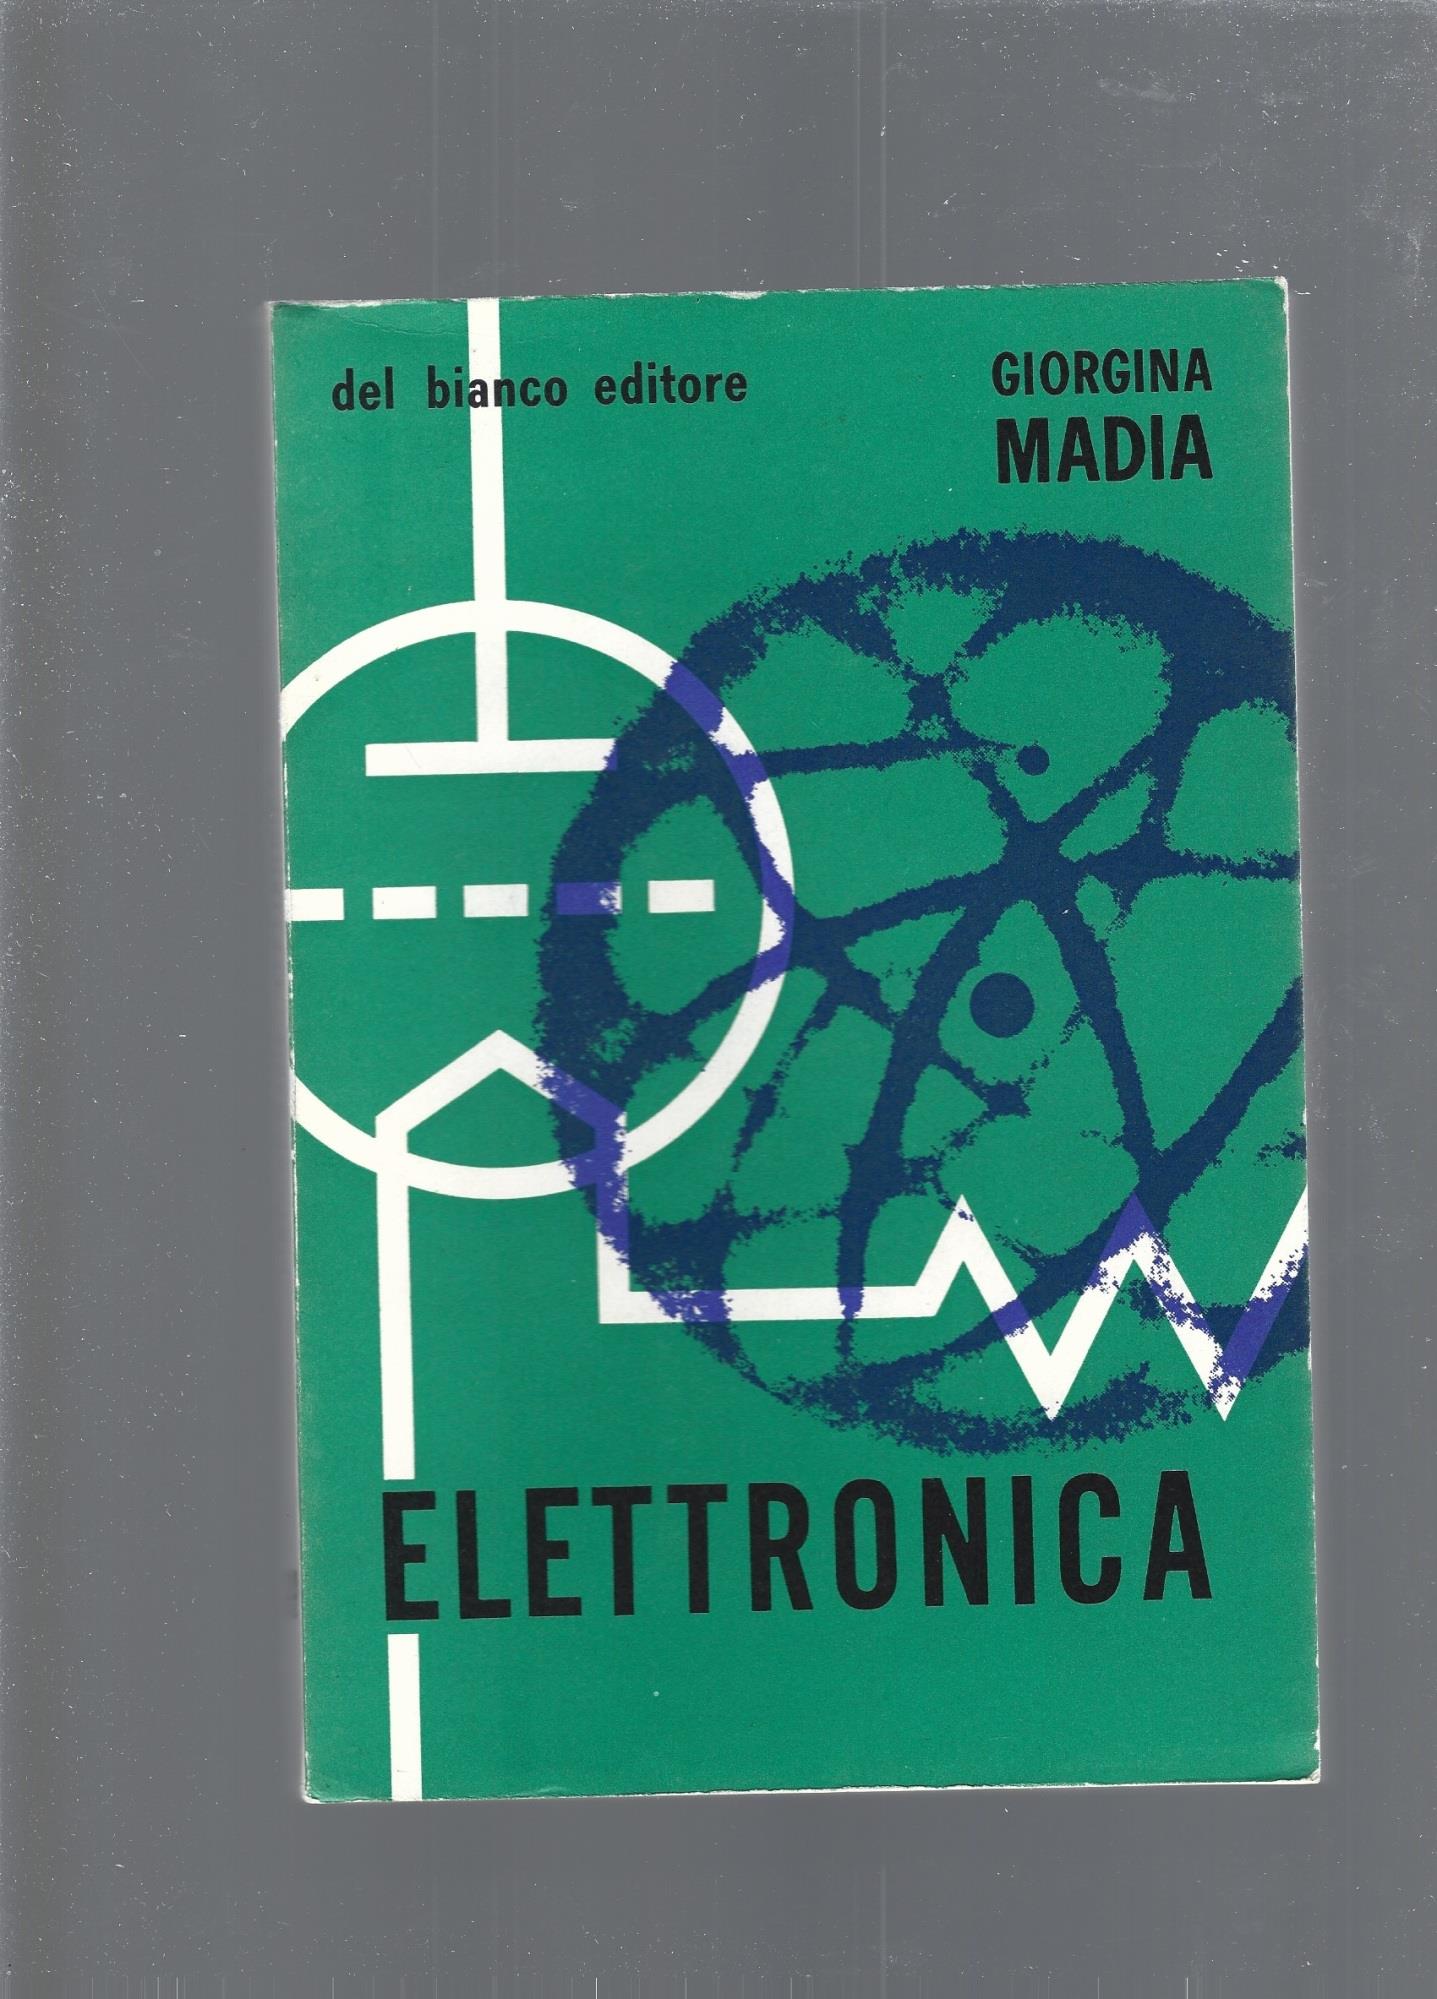 del bianco editore
GIORGINA
MADIA
ELETTRONICA